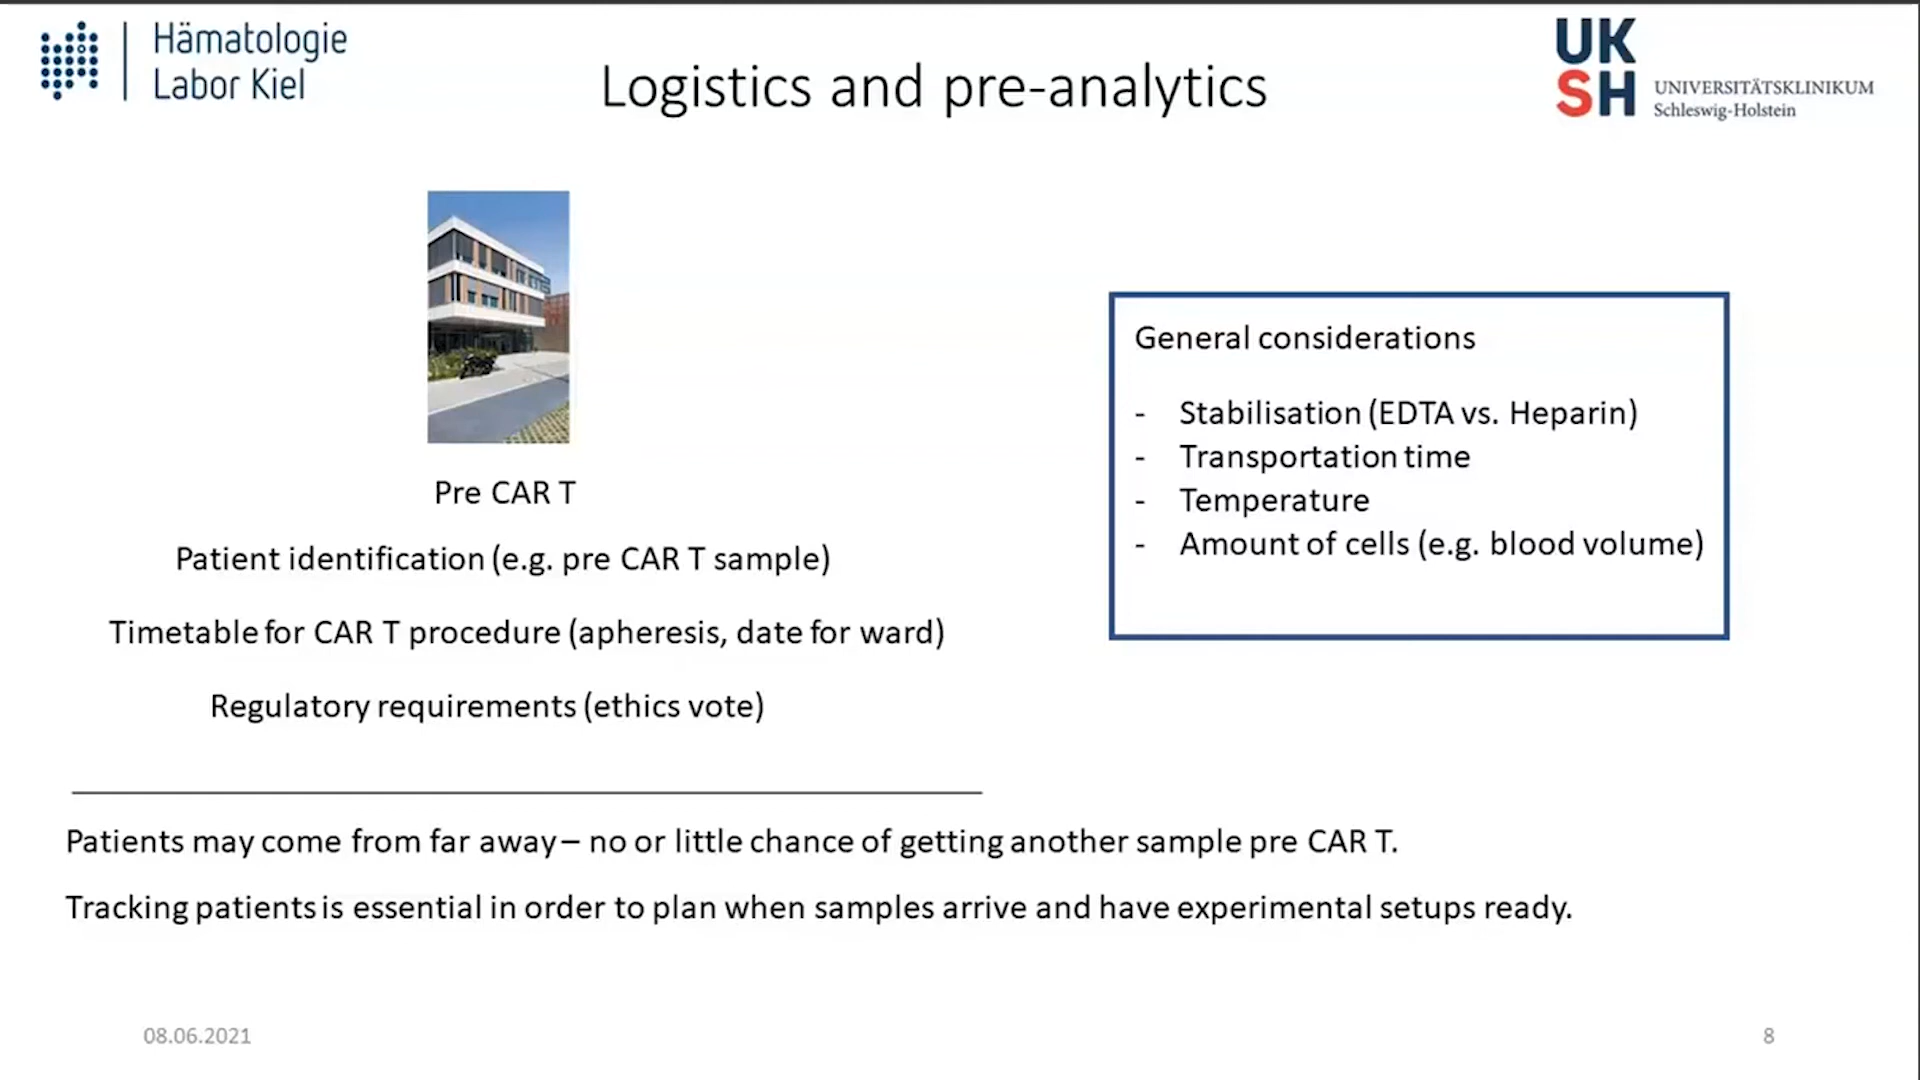 Hämatologie
Labor Kiel
Logistics and pre-analytics
UK
SH
UNIVERSITÄTSKLINIKUM
Schleswig-Holstein
Pre CAR T
Patient identification (e.g. pre CAR T sample)
Timetable for CAR T procedure (apheresis, date for ward)
Regulatory requirements (ethics vote)
General considerations
- Stabilisation (EDTA vs. Heparin)
- Transportation time
- Temperature
- Amount of cells (e.g. blood volume)
Patients may come from far away – no or little chance of getting another sample pre CAR T.
Tracking patients is essential in order to plan when samples arrive and have experimental setups ready.
08.06.2021
8